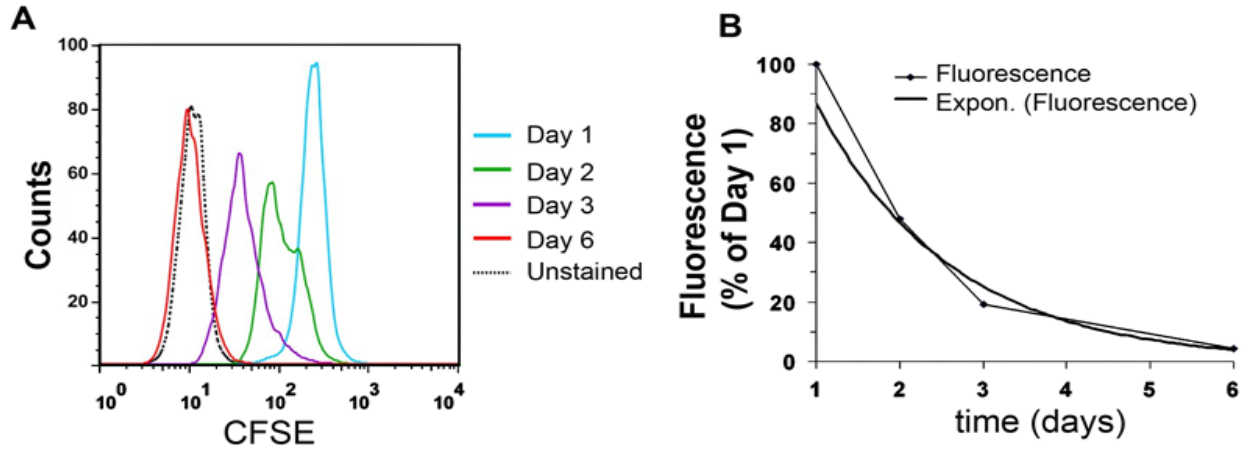 A
100
80
60
40
20
Counts
10^0 10^1 10^2 10^3 10^4
CFSE
Day 1
Day 2
Day 3
Day 6
Unstained
B
Fluorescence
(% of Day 1)
100
80
60
40
20
0
Fluorescence
Expon. (Fluorescence)
1 2 3 4 5 6
time (days)